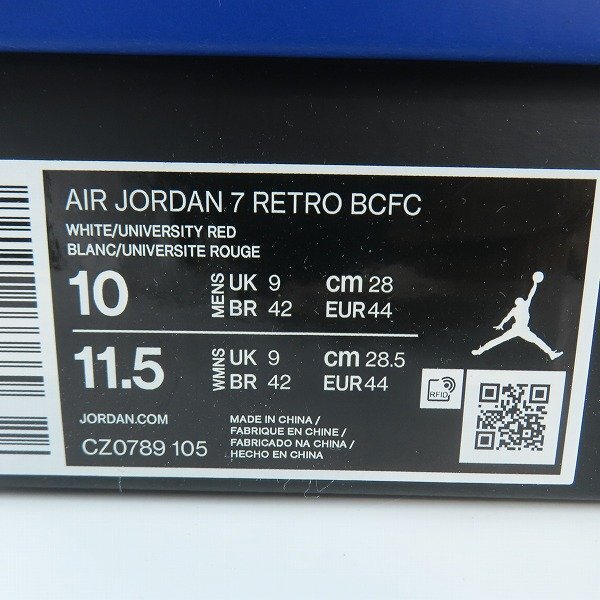 AIR JORDAN 7 RETRO BCFC
WHITE/UNIVERSITY RED
BLANC/UNIVERSITE ROUGE
10 MENS UK 9 cm 28
BR 42 EUR 44
11.5 WMNS UK 9 cm 28.5
BR 42 EUR 44
RFID
JORDAN.COM
CZ0789 105
MADE IN CHINA /
FABRIQUE EN CHINE /
FABRICADO NA CHINA /
HECHO EN CHINA